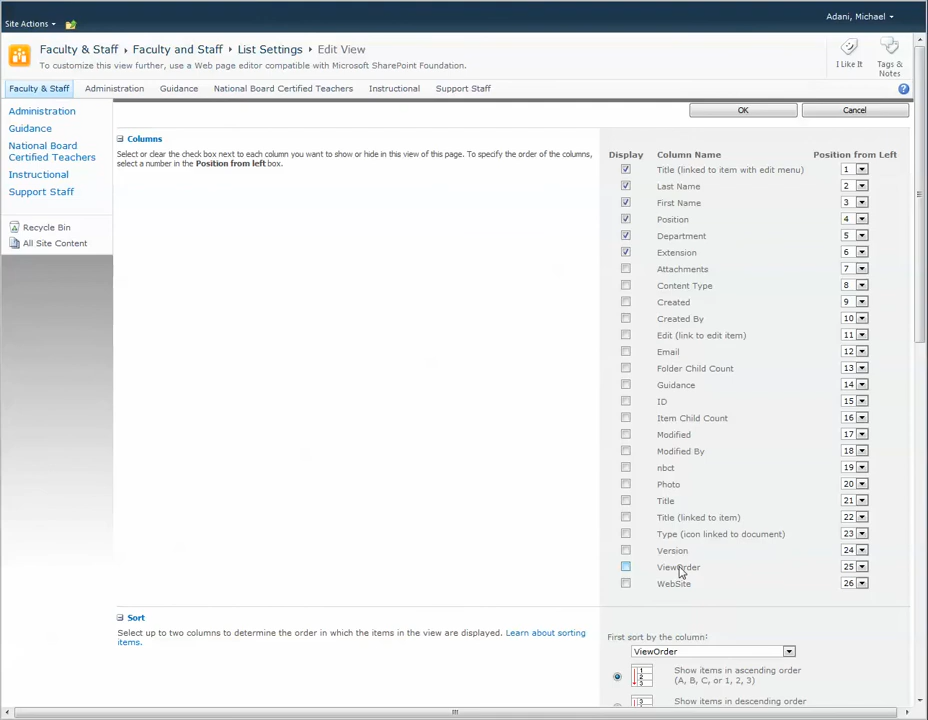 Site Actions
Adani, Michael
Faculty & Staff › Faculty and Staff › List Settings › Edit View
To customize this view further, use a Web page editor compatible with Microsoft SharePoint Foundation.
I Like It
Tags &
Notes
Faculty & Staff
Administration
Guidance
National Board Certified Teachers
Instructional
Support Staff
Administration
Guidance
National Board
Certified Teachers
Instructional
Support Staff
Recycle Bin
All Site Content
OK
Cancel
Columns
Select or clear the check box next to each column you want to show or hide in this view of this page. To specify the order of the columns,
select a number in the Position from left box.
Display Column Name Position from Left
Title (linked to item with edit menu) 1
Last Name 2
First Name 3
Position 4
Department 5
Extension 6
Attachments 7
Content Type 8
Created 9
Created By 10
Edit (link to edit item) 11
Email 12
Folder Child Count 13
Guidance 14
ID 15
Item Child Count 16
Modified 17
Modified By 18
nbct 19
Photo 20
Title 21
Title (linked to item) 22
Type (icon linked to document) 23
Version 24
ViewOrder 25
WebSite 26
Sort
Select up to two columns to determine the order in which the items in the view are displayed. Learn about sorting
items.
First sort by the column:
ViewOrder
1
2
3
Show items in ascending order
(A, B, C, or 1, 2, 3)
Show items in descending order